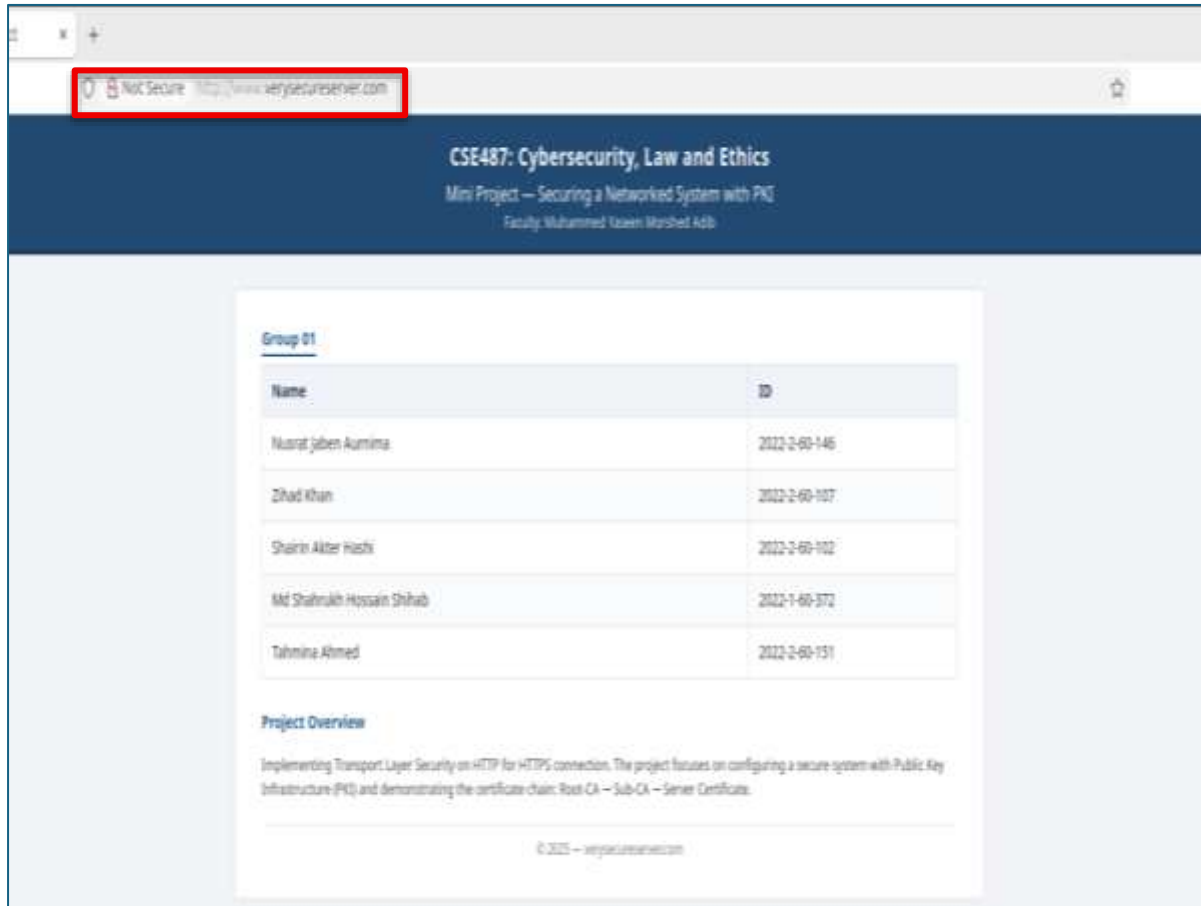 Not Secure http://www.verysecureserver.com
CSE487: Cybersecurity, Law and Ethics
Mini Project — Securing a Networked System with PKI
Faculty: Muhammed Yaseen Morshed Adib
Group 01
Name ID
Nusrat Jaben Aurnima 2022-2-60-146
Zihad Khan 2022-2-60-107
Shairin Akter Hashi 2022-2-60-102
Md Shahrukh Hossain Shihab 2022-1-60-372
Tahmina Ahmed 2022-2-60-151
Project Overview
Implementing Transport Layer Security on HTTP for HTTPS connection. The project focuses on configuring a secure system with Public Key
Infrastructure (PKI) and demonstrating the certificate chain: Root-CA — Sub-CA — Server Certificate.
© 2025 — verysecureserver.com